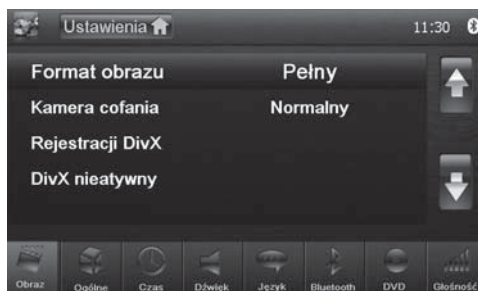 Ustawienia 11:30
Format obrazu Pełny
Kamera cofania Normalny
Rejestracji DivX
DivX nieatywny
Obraz Ogólne Czas Dźwiek Język Bluetooth DVD Głośność